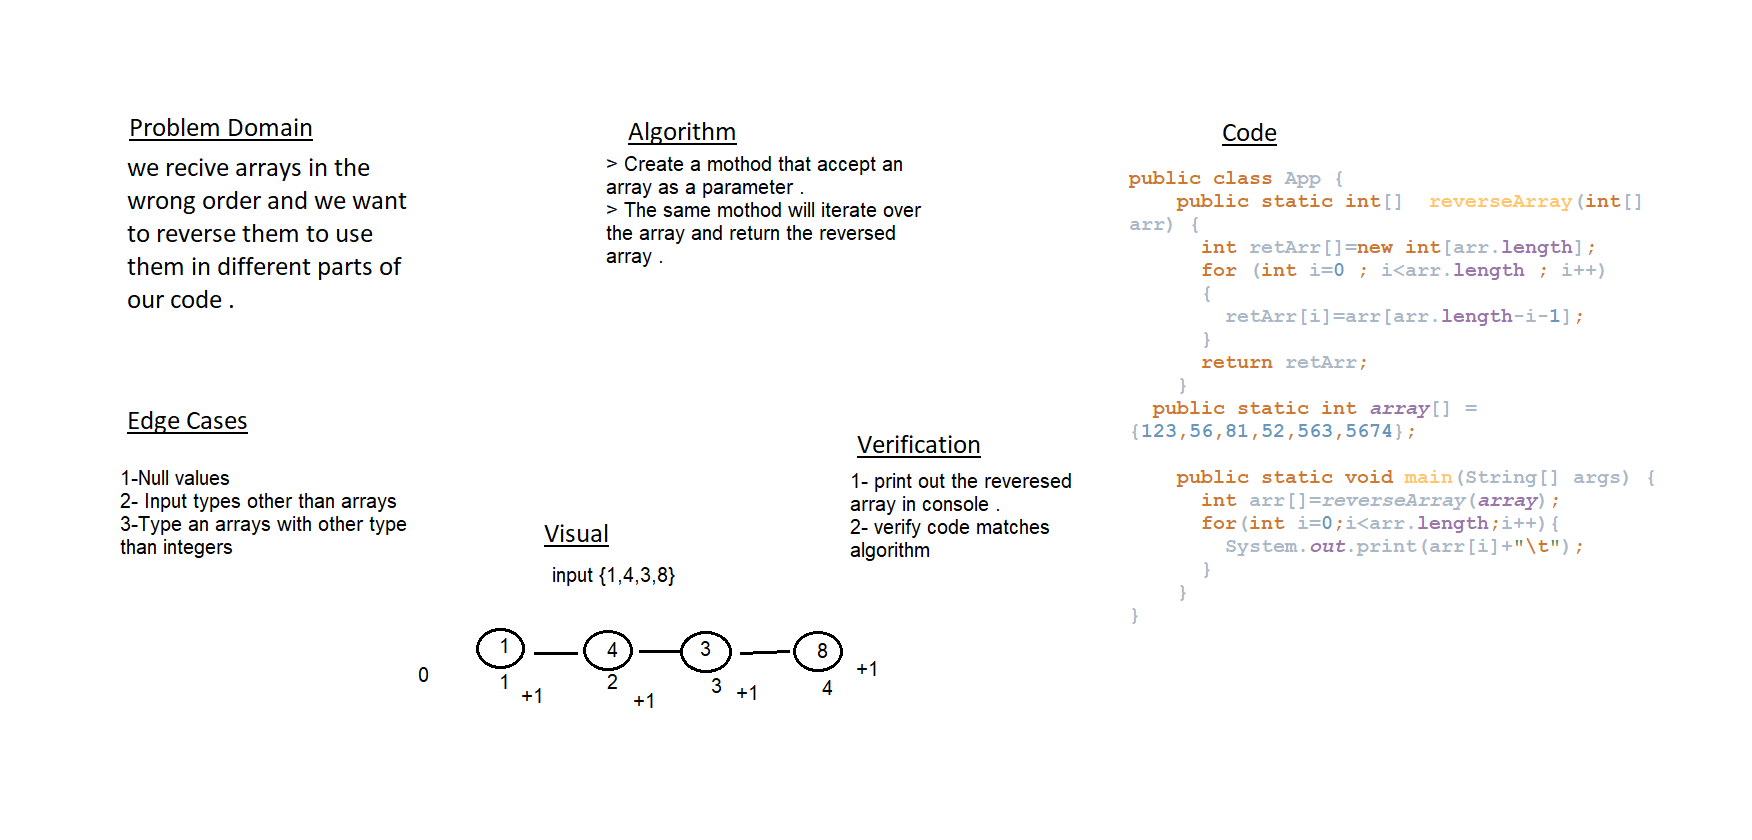 Problem Domain
we recive arrays in the
wrong order and we want
to reverse them to use
them in different parts of
our code .
Algorithm
> Create a mothod that accept an
array as a parameter .
> The same mothod will iterate over
the array and return the reversed
array .
Code
public class App {
public static int[] reverseArray(int[]
arr) {
int retArr[]=new int[arr.length];
for (int i=0 ; i<arr.length ; i++)
{
retArr[i]=arr[arr.length-i-1];
}
return retArr;
}
public static int array[] =
{123,56,81,52,563,5674};
public static void main(String[] args) {
int arr[]=reverseArray(array);
for(int i=0;i<arr.length;i++){
System.out.print(arr[i]+"\t");
}
}
}
Edge Cases
1-Null values
2- Input types other than arrays
3-Type an arrays with other type
than integers
Verification
1- print out the reveresed
array in console .
2- verify code matches
algorithm
Visual
input {1,4,3,8}
1 4 3 8
0 1 +1 2 +1 3 +1 4 +1